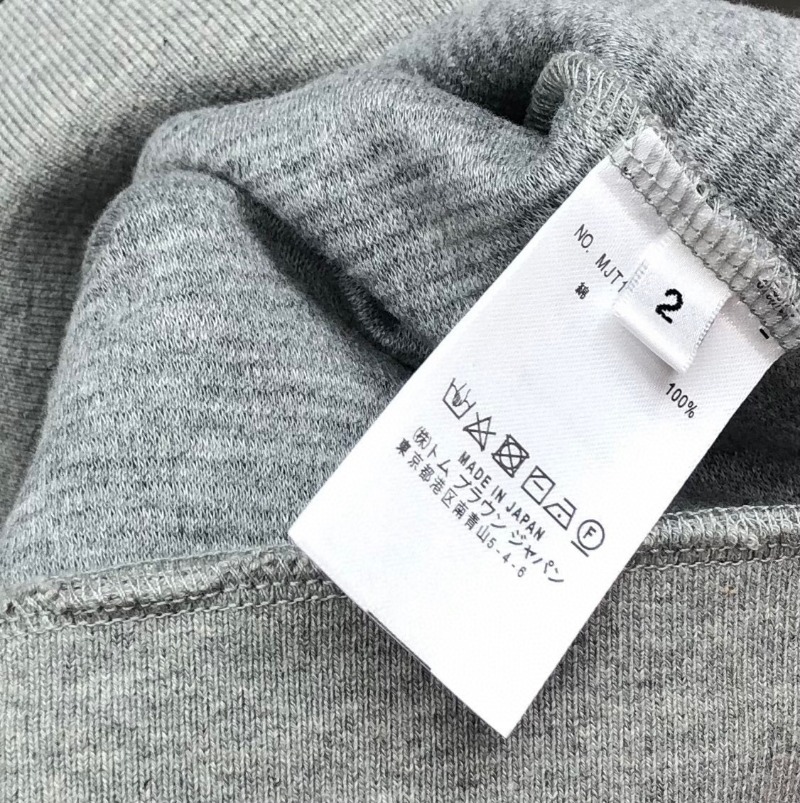 NO. MJT1
2
綿
100%
F
MADE IN JAPAN
㈱トム ブラウン ジャパン
東京都港区南青山5-4-6